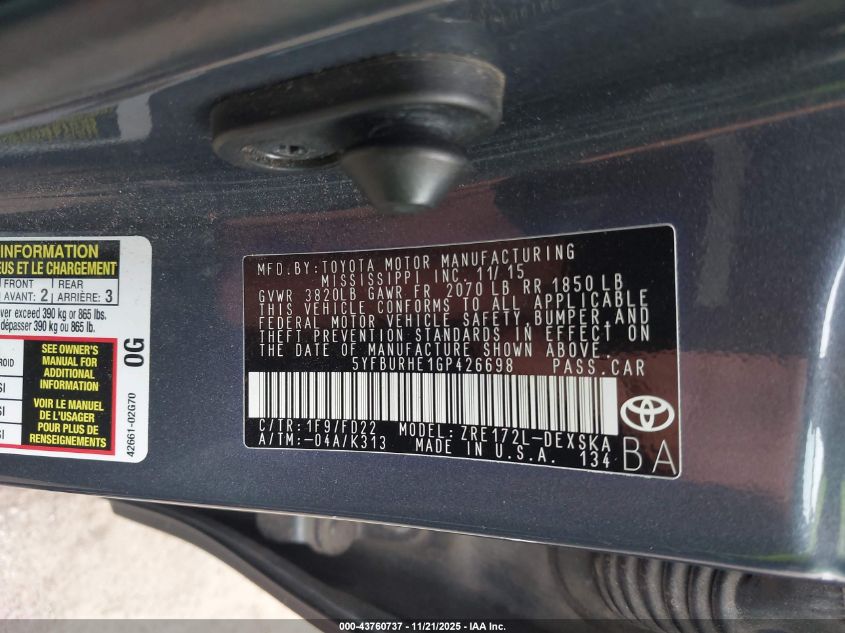 INFORMATION
EUS ET LE CHARGEMENT
FRONT
AVANT: 2
REAR
ARRIÈRE: 3
ver exceed 390 kg or 865 lbs.
dépasser 390 kg ou 865 lb.
SEE OWNER'S
MANUAL FOR
ADDITIONAL
INFORMATION
VOIR LE MANUEL
DE L'USAGER
POUR PLUS DE
0G
42661-02G70
MFD. BY: TOYOTA MOTOR MANUFACTURING
MISSISSIPPI INC. 11/15
GVWR 3820LB GAWR FR 2070 LB RR 1850 LB
THIS VEHICLE CONFORMS TO ALL APPLICABLE
FEDERAL MOTOR VEHICLE SAFETY, BUMPER, AND
THEFT PREVENTION STANDARDS IN EFFECT ON
THE DATE OF MANUFACTURE SHOWN ABOVE.
5YFBURHE1GP426698 PASS.CAR
C/TR: 1F9/FD22 MODEL: ZRE172L-DEXSKA
A/TM: -04A/K313 MADE IN U.S.A. 134
BA
000-43760737 - 11/21/2025 - IAA Inc.